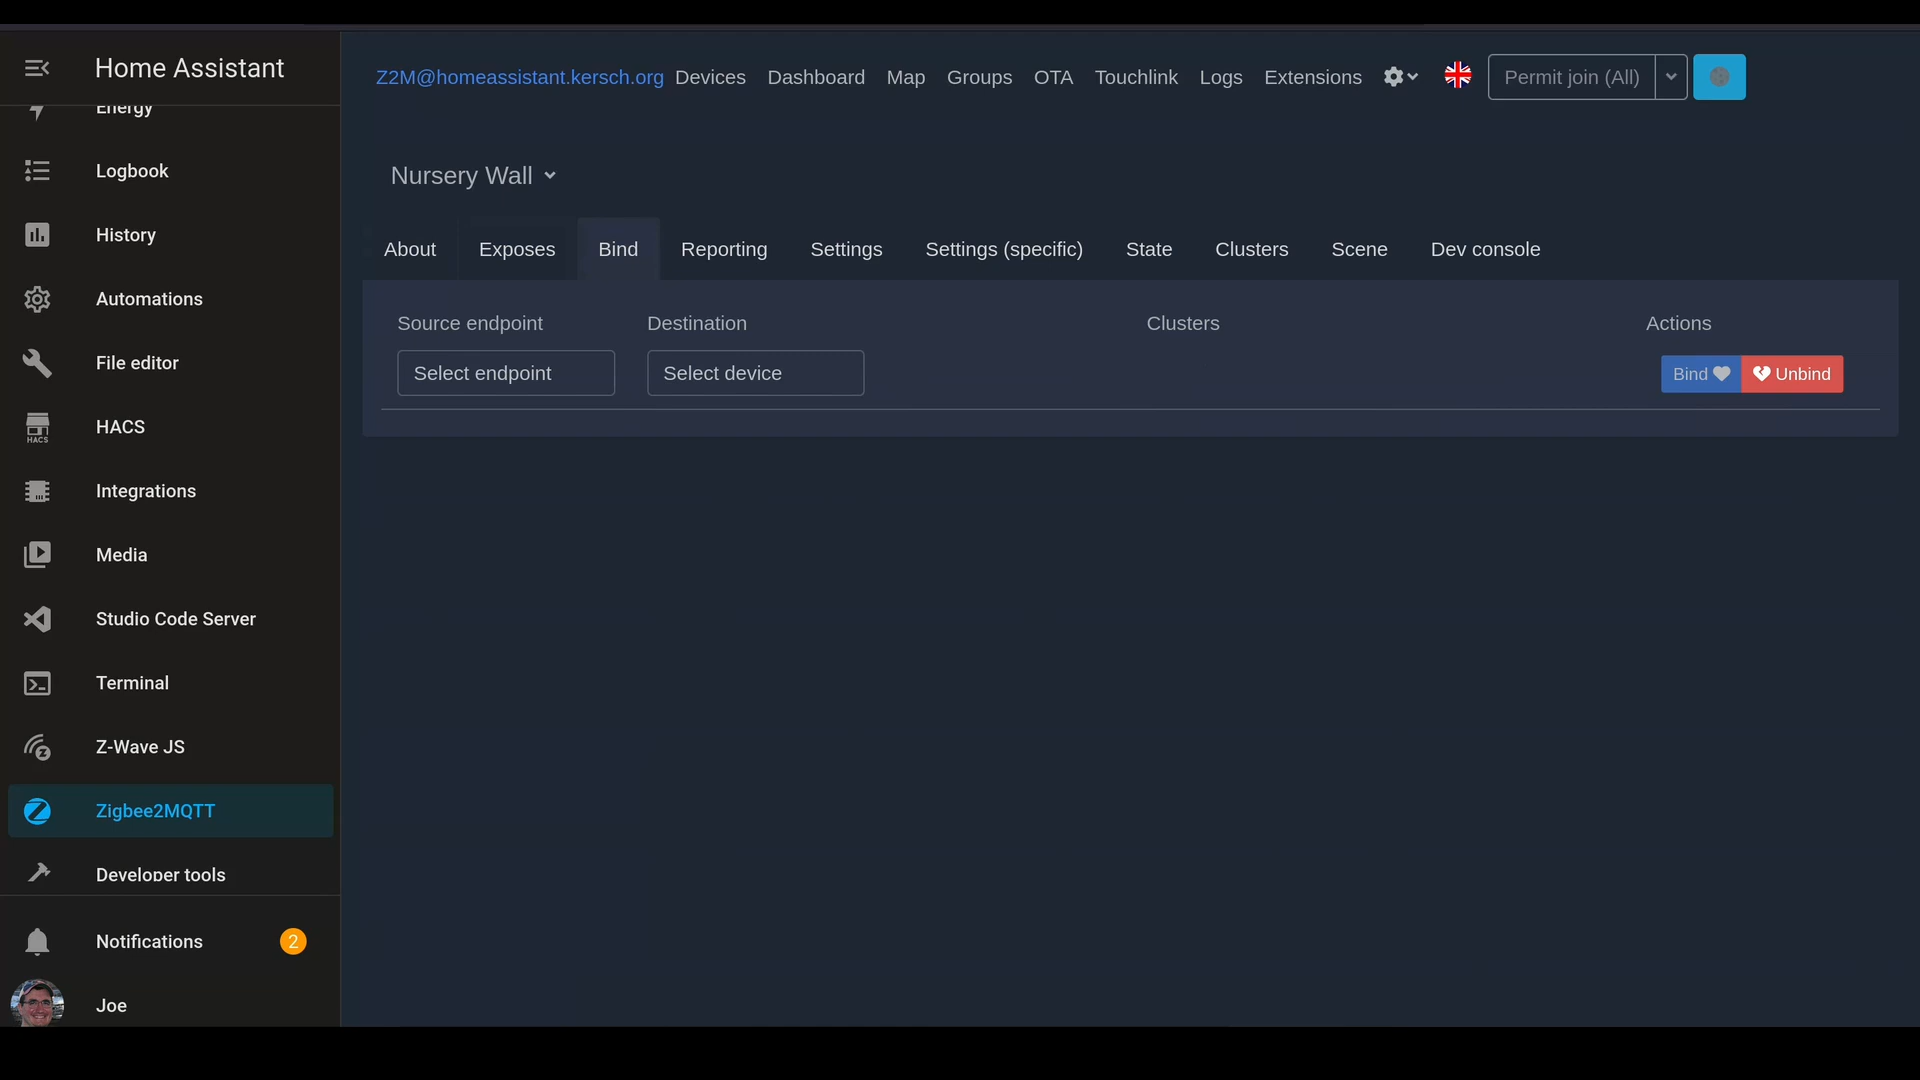 Home Assistant
Energy
Logbook
History
Automations
File editor
HACS
HACS
Integrations
Media
Studio Code Server
Terminal
Z-Wave JS
Zigbee2MQTT
Developer tools
Notifications 2
Joe
Z2M@homeassistant.kersch.org Devices Dashboard Map Groups OTA Touchlink Logs Extensions Permit join (All)
Nursery Wall
About Exposes Bind Reporting Settings Settings (specific) State Clusters Scene Dev console
Source endpoint Destination Clusters Actions
Select endpoint Select device Bind Unbind